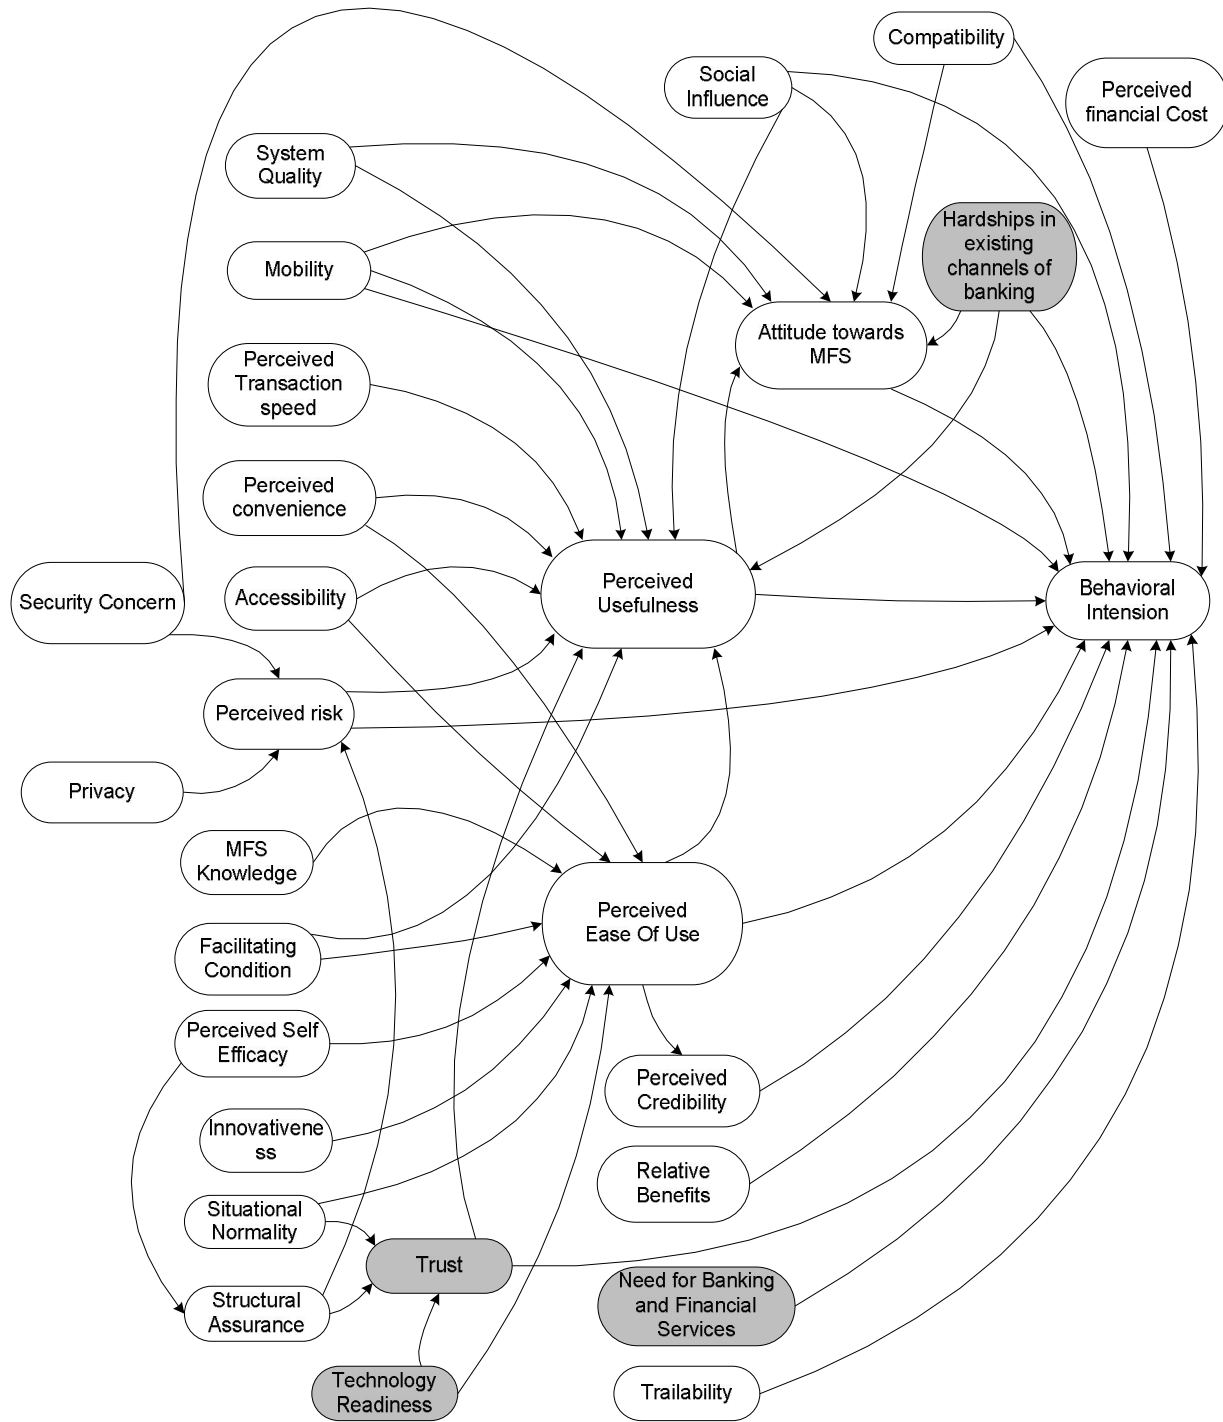 Compatibility
Social
Influence
Perceived
financial Cost
System
Quality
Mobility
Hardships in
existing
channels of
banking
Attitude towards
MFS
Perceived
Transaction
speed
Perceived
convenience
Security Concern
Accessibility
Perceived
Usefulness
Behavioral
Intension
Perceived risk
Privacy
MFS
Knowledge
Perceived
Ease Of Use
Facilitating
Condition
Perceived Self
Efficacy
Perceived
Credibility
Innovativene
ss
Relative
Benefits
Situational
Normality
Trust
Need for Banking
and Financial
Services
Structural
Assurance
Technology
Readiness
Trailability